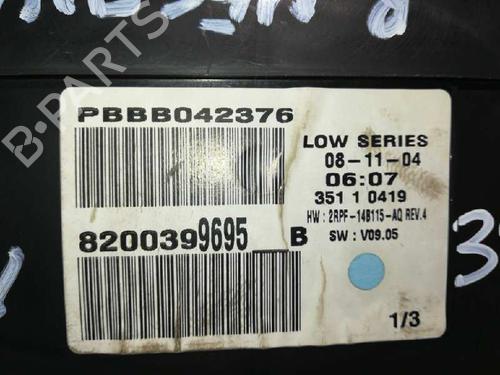 B-PARTS
PBBB042376
LOW SERIES
08-11-04
06:07
351 1 0419
HW : 2RPF-14B115-AQ REV.4
SW : V09.05
8200399695__B
1/3